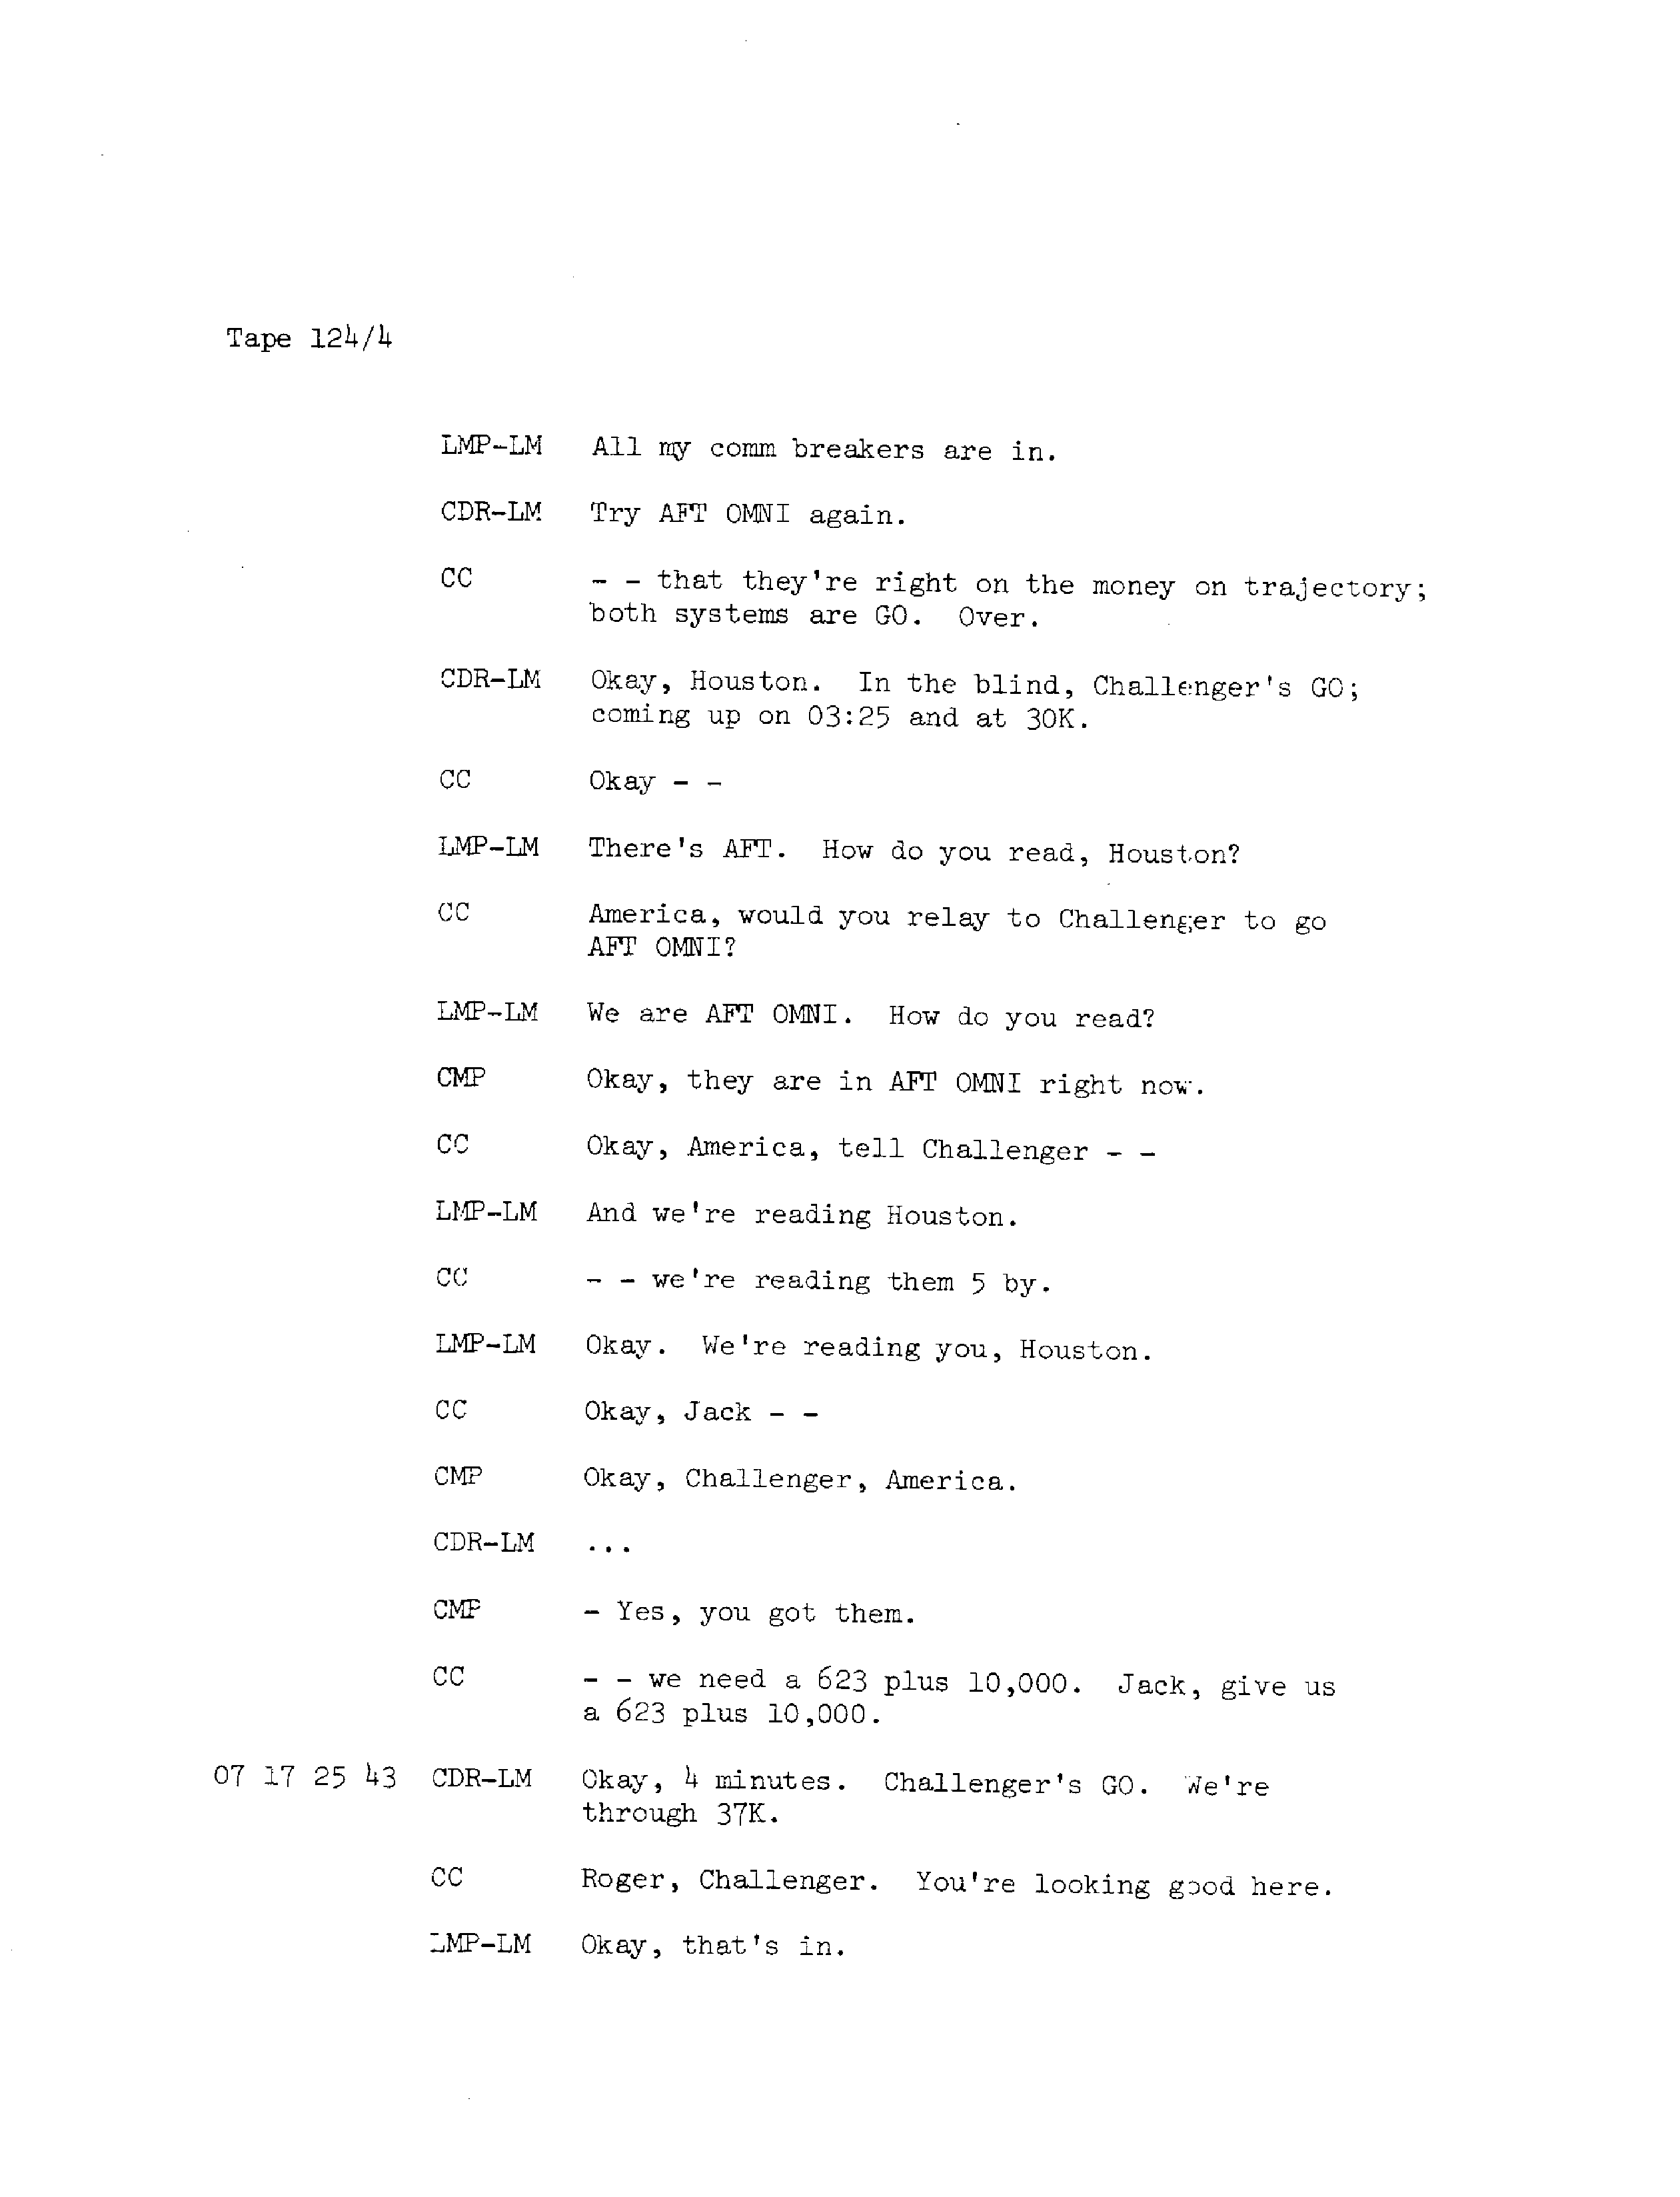 Tape 124/4
LMP-LM All my comm breakers are in.
CDR-LM Try AFT OMNI again.
CC - - that they're right on the money on trajectory;
both systems are GO. Over.
CDR-LM Okay, Houston. In the blind, Challenger's GO;
coming up on 03:25 and at 30K.
CC Okay - -
LMP-LM There's AFT. How do you read, Houston?
CC America, would you relay to Challenger to go
AFT OMNI?
LMP-LM We are AFT OMNI. How do you read?
CMP Okay, they are in AFT OMNI right now.
CC Okay, America, tell Challenger - -
LMP-LM And we're reading Houston.
CC - - we're reading them 5 by.
LMP-LM Okay. We're reading you, Houston.
CC Okay, Jack - -
CMP Okay, Challenger, America.
CDR-LM ...
CMP - Yes, you got them.
CC - - we need a 623 plus 10,000. Jack, give us
a 623 plus 10,000.
07 17 25 43 CDR-LM Okay, 4 minutes. Challenger's GO. We're
through 37K.
CC Roger, Challenger. You're looking good here.
LMP-LM Okay, that's in.